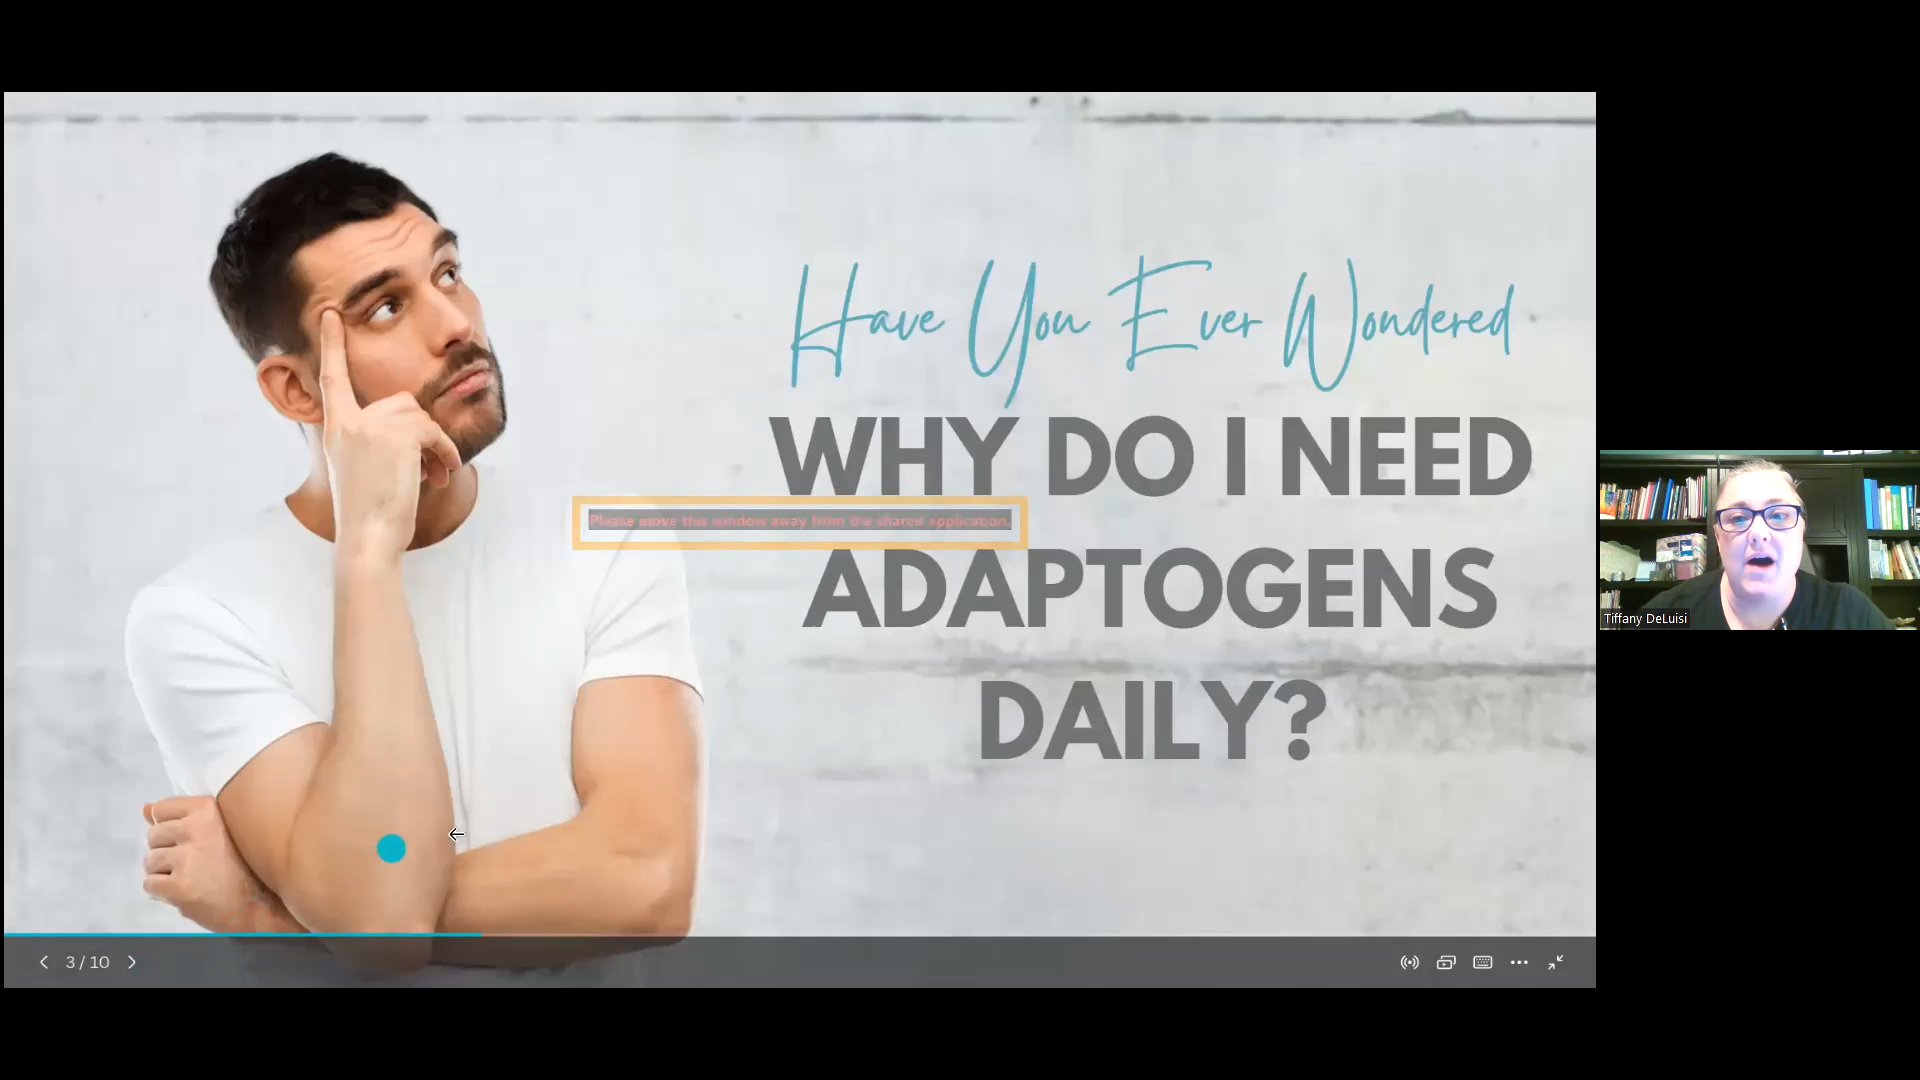 Have You Ever Wondered
WHY DO I NEED
Please move this window away from the shared application.
ADAPTOGENS
DAILY?
Tiffany DeLuisi
3 / 10